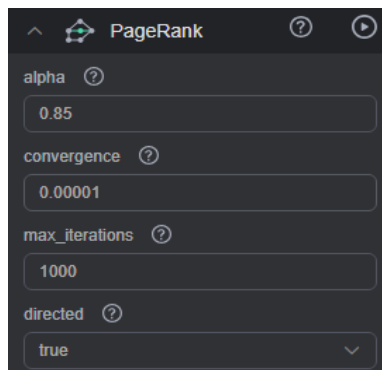 PageRank
alpha
0.85
convergence
0.00001
max_iterations
1000
directed
true